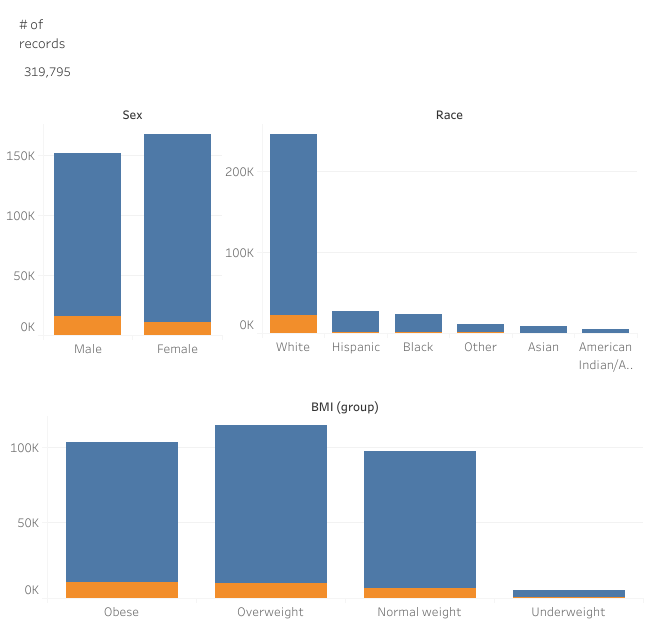 # of
records
319,795
Sex
Race
150K
100K
50K
0K
Male
Female
200K
100K
0K
White
Hispanic
Black
Other
Asian
American
Indian/A..
BMI (group)
100K
50K
0K
Obese
Overweight
Normal weight
Underweight